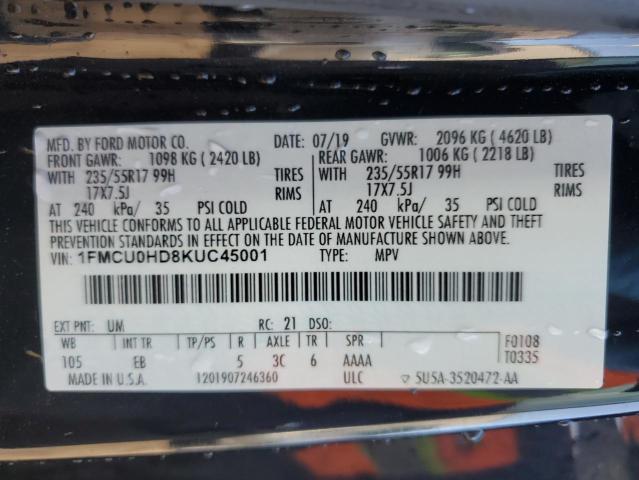 MFD. BY FORD MOTOR CO. DATE: 07/19 GVWR: 2096 KG ( 4620 LB)
FRONT GAWR: 1098 KG ( 2420 LB) REAR GAWR: 1006 KG ( 2218 LB)
WITH 235/55R17 99H TIRES WITH 235/55R17 99H TIRES
17X7.5J RIMS 17X7.5J RIMS
AT 240 kPa/ 35 PSI COLD AT 240 kPa/ 35 PSI COLD
THIS VEHICLE CONFORMS TO ALL APPLICABLE FEDERAL MOTOR VEHICLE SAFETY AND THEFT
PREVENTION STANDARDS IN EFFECT ON THE DATE OF MANUFACTURE SHOWN ABOVE.
VIN: 1FMCU0HD8KUC45001 TYPE: MPV
EXT PNT: UM RC: 21 DSO:
WB INT TR TP/PS R AXLE TR SPR F0108
105 EB 5 3C 6 AAAA T0335
MADE IN U.S.A. 1201907246360 ULC 5U5A-3520472-AA